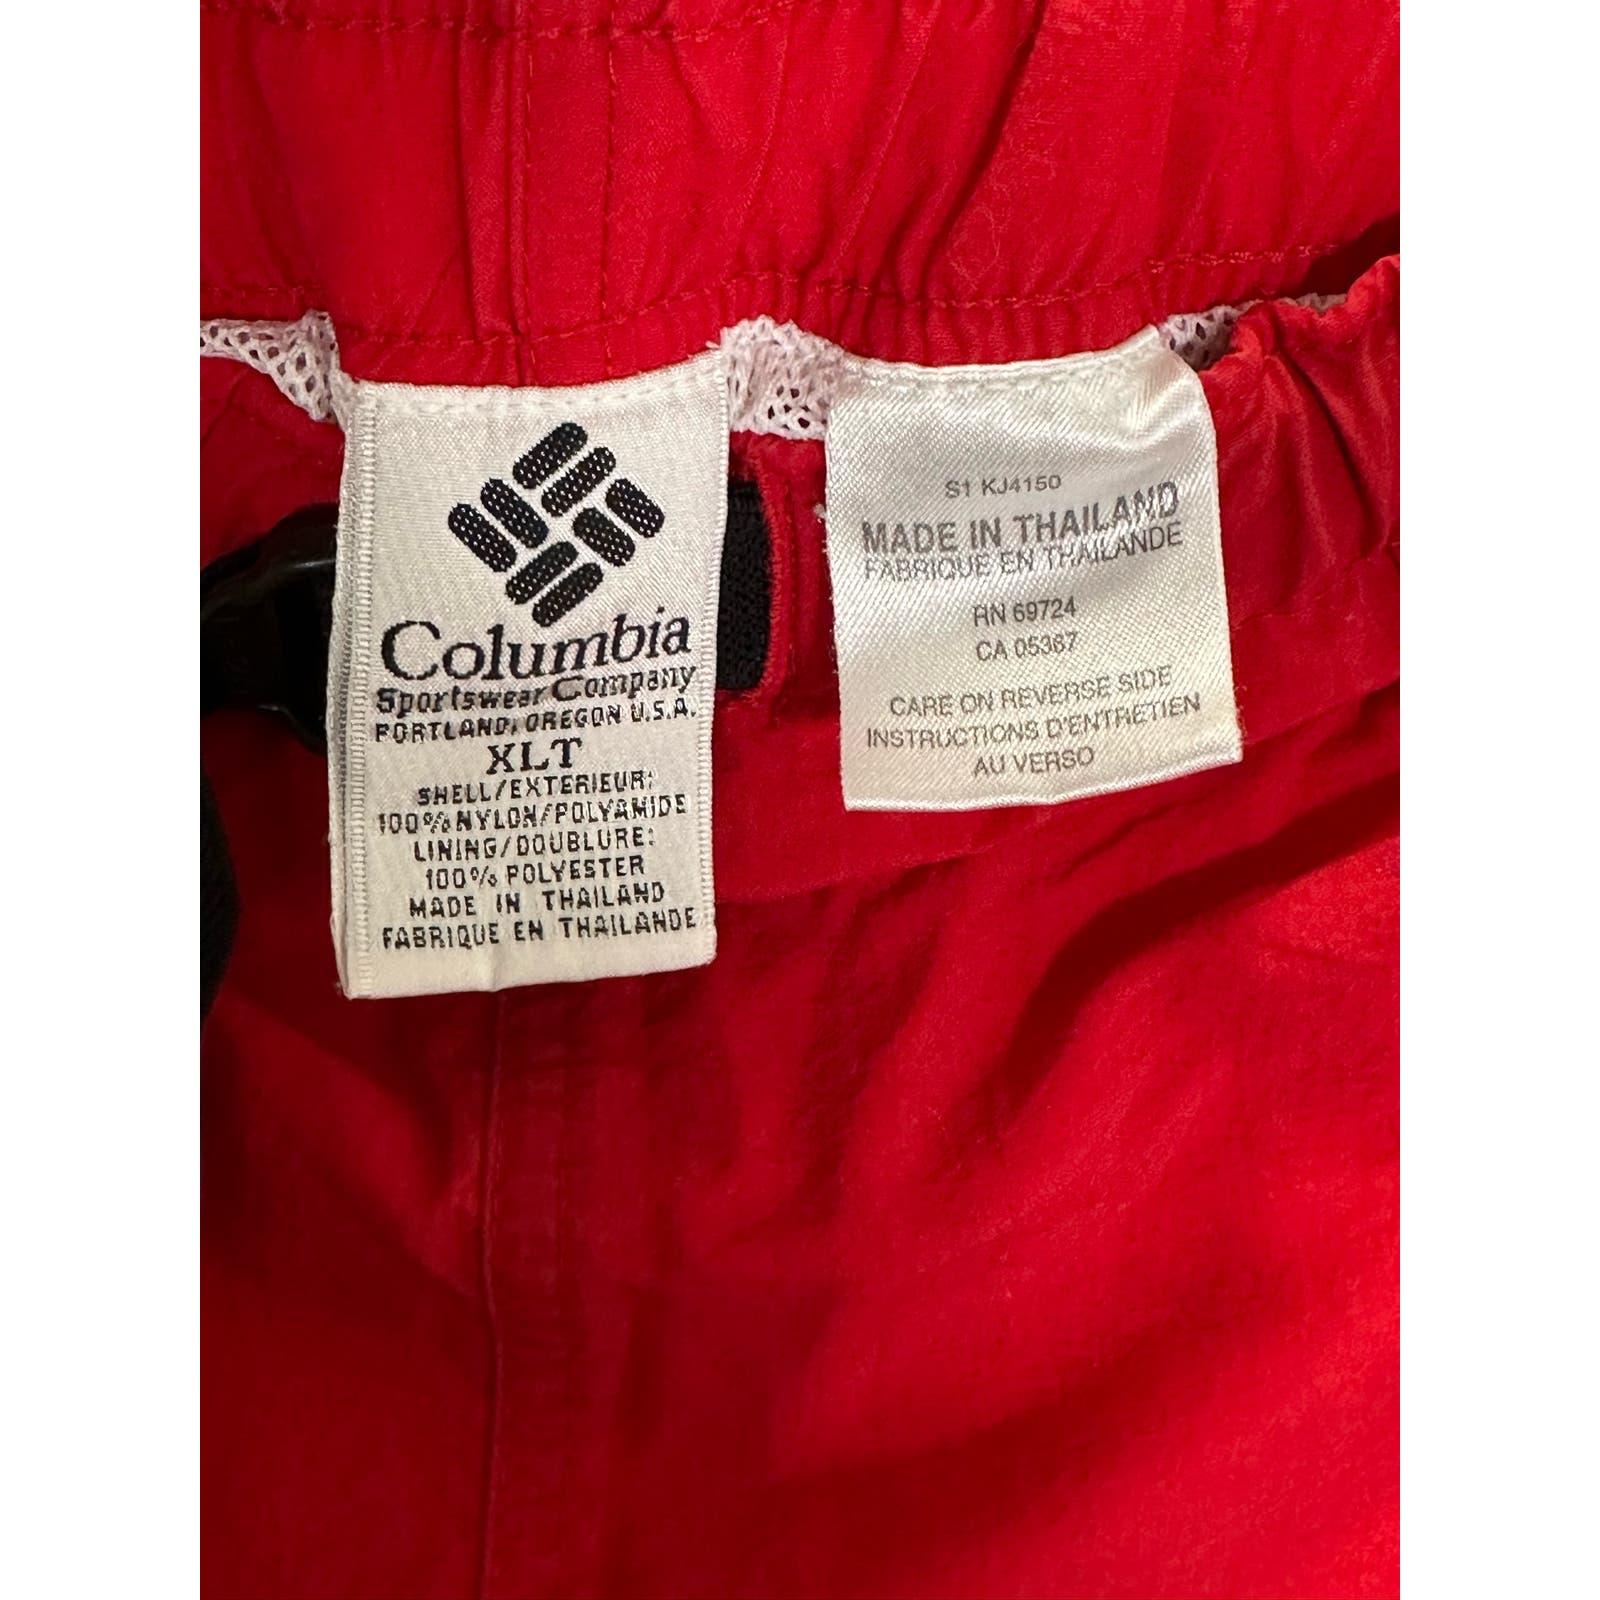 Columbia
Sportswear Company
PORTLAND, OREGON U.S.A.
XLT
SHELL/EXTERIEUR:
100% NYLON/POLYAMIDE
LINING/DOUBLURE:
100% POLYESTER
MADE IN THAILAND
FABRIQUE EN THAILANDE
S1 KJ4150
MADE IN THAILAND
FABRIQUE EN THAILANDE
RN 69724
CA 05367
CARE ON REVERSE SIDE
INSTRUCTIONS D'ENTRETIEN
AU VERSO